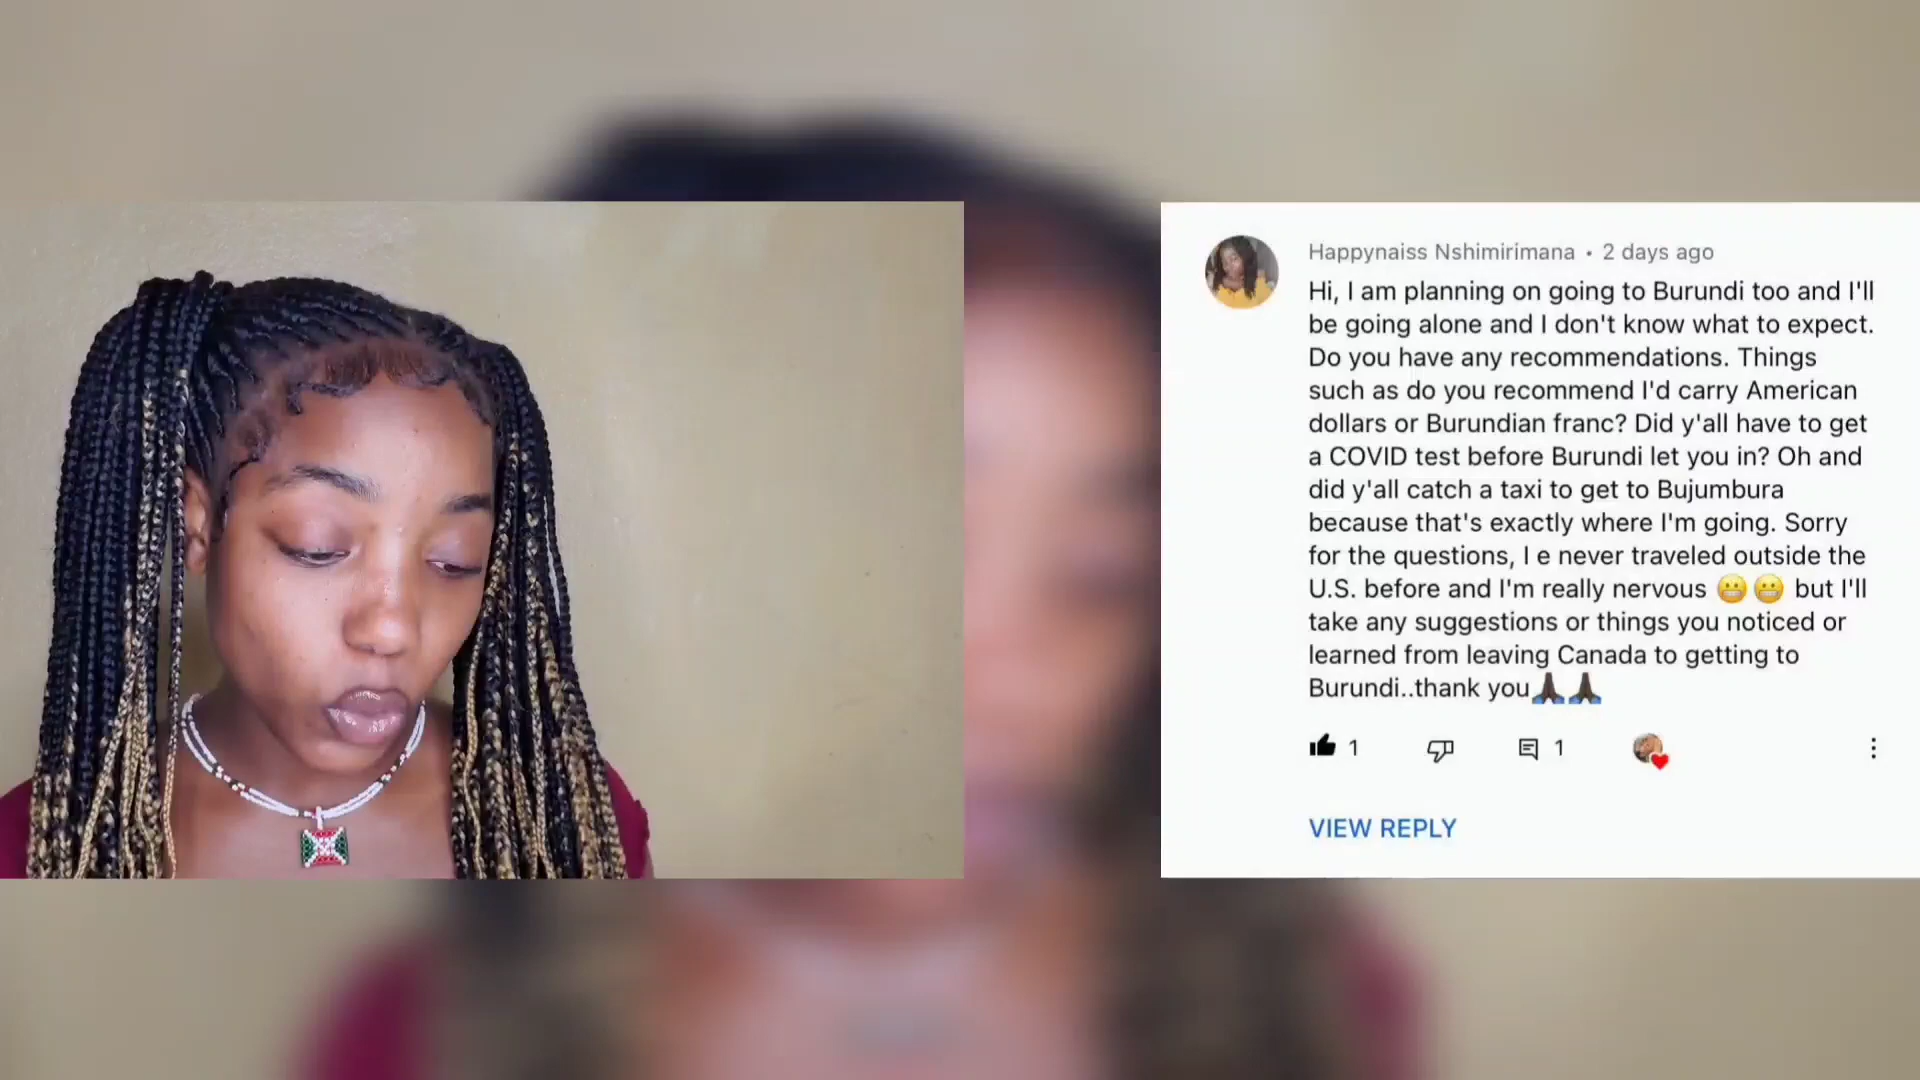 Happynaiss Nshimirimana • 2 days ago
Hi, I am planning on going to Burundi too and I'll
be going alone and I don't know what to expect.
Do you have any recommendations. Things
such as do you recommend I'd carry American
dollars or Burundian franc? Did y'all have to get
a COVID test before Burundi let you in? Oh and
did y'all catch a taxi to get to Bujumbura
because that's exactly where I'm going. Sorry
for the questions, I e never traveled outside the
U.S. before and I'm really nervous 😬😬 but I'll
take any suggestions or things you noticed or
learned from leaving Canada to getting to
Burundi..thank you🙏🏿🙏🏿
1 1
VIEW REPLY